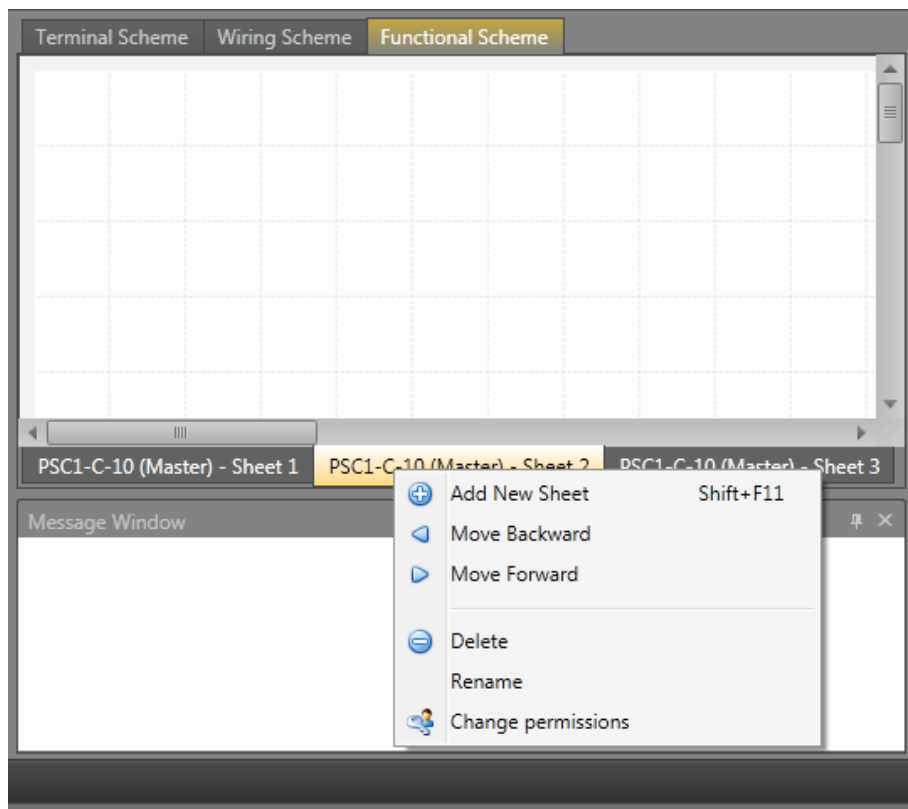 Terminal Scheme Wiring Scheme Functional Scheme
PSC1-C-10 (Master) - Sheet 1 PSC1-C-10 (Master) - Sheet 2 PSC1-C-10 (Master) - Sheet 3
Add New Sheet Shift+F11
Message Window
Move Backward
Move Forward
Delete
Rename
Change permissions